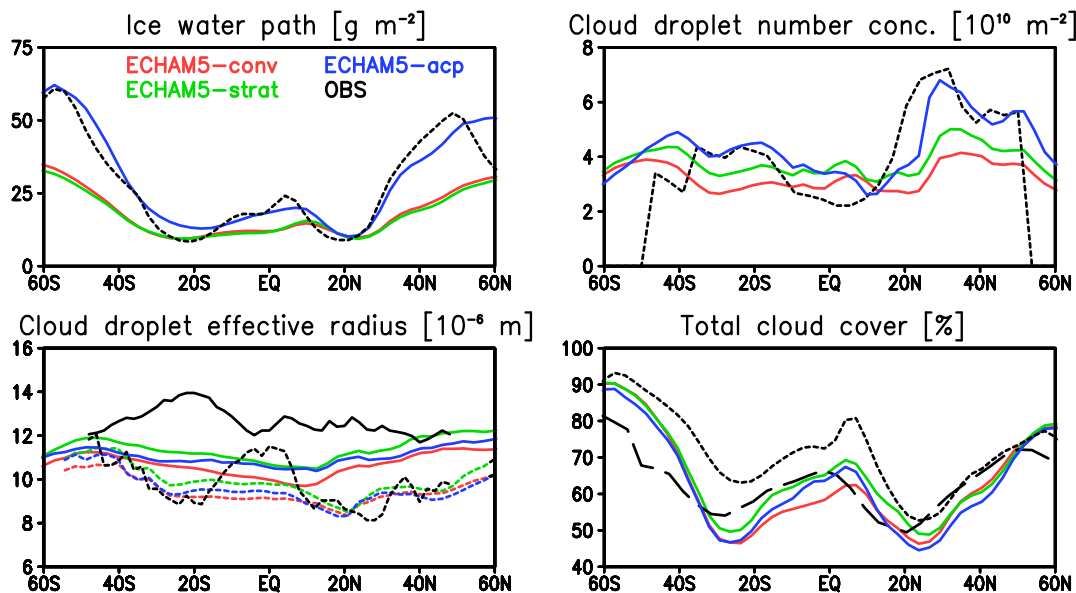 Ice water path [g m⁻²]
75
50
25
0
60S 40S 20S EQ 20N 40N 60N
ECHAM5−conv ECHAM5−acp
ECHAM5−strat OBS
Cloud droplet number conc. [10¹⁰ m⁻²]
8
6
4
2
0
60S 40S 20S EQ 20N 40N 60N
Cloud droplet effective radius [10⁻⁶ m]
16
14
12
10
8
6
60S 40S 20S EQ 20N 40N 60N
Total cloud cover [%]
100
90
80
70
60
50
40
60S 40S 20S EQ 20N 40N 60N